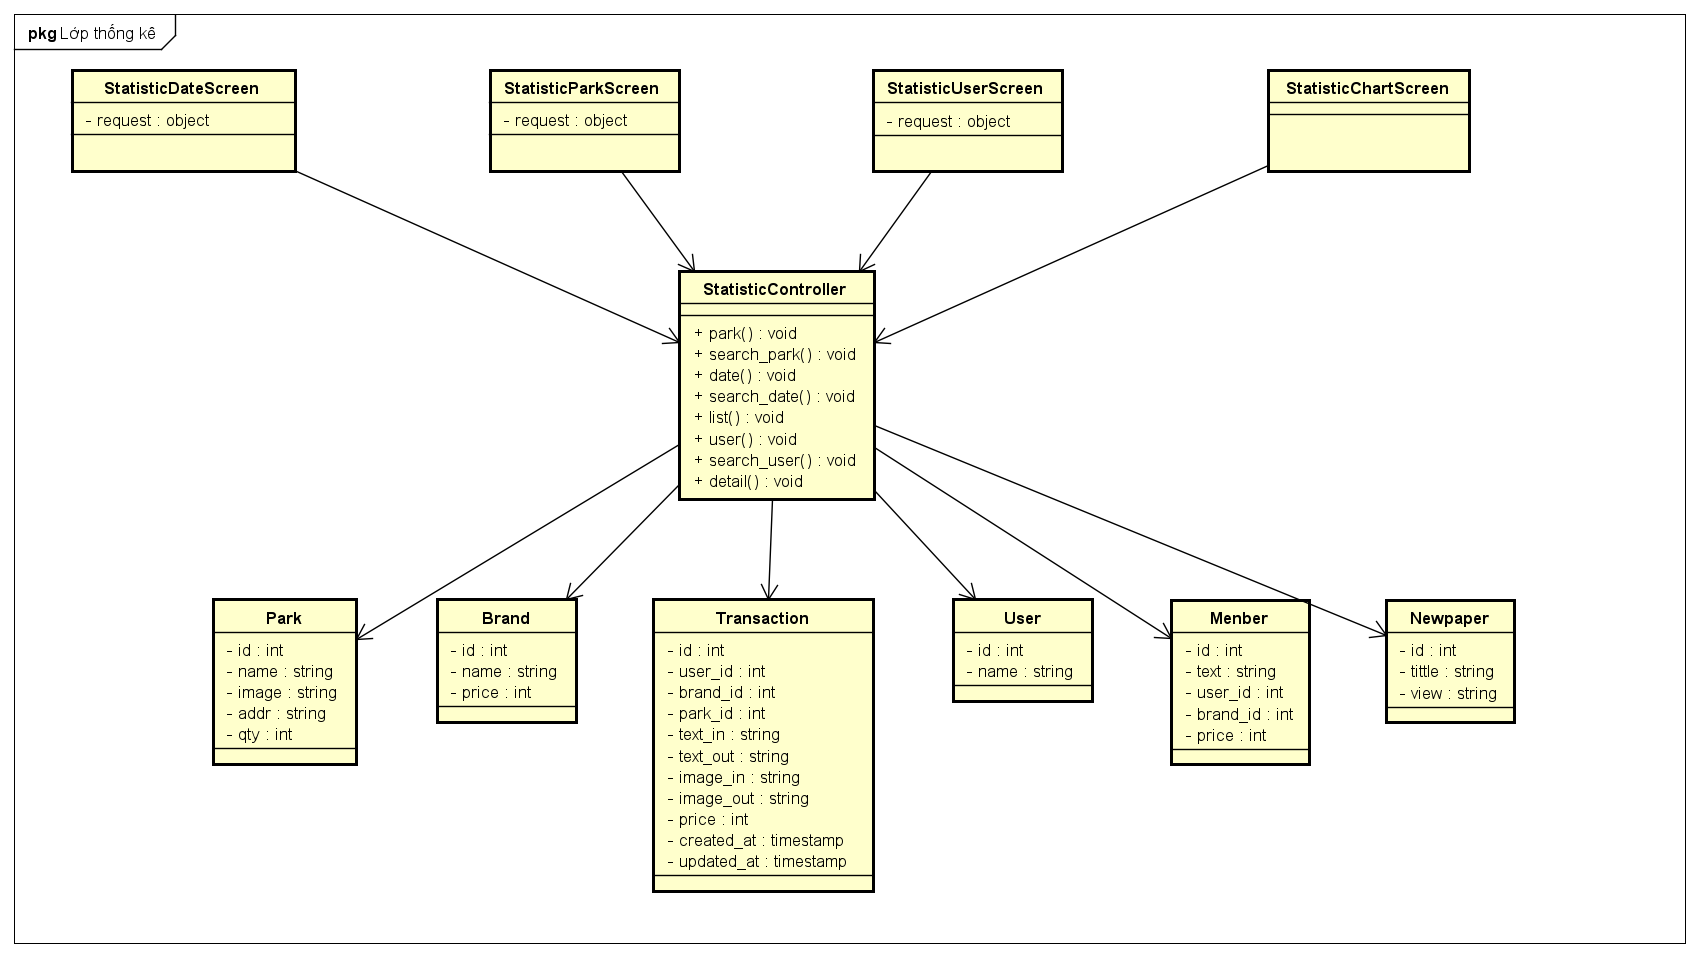 pkg Lớp thống kê
StatisticDateScreen
- request : object
StatisticParkScreen
- request : object
StatisticUserScreen
- request : object
StatisticChartScreen
StatisticController
+ park() : void
+ search_park() : void
+ date() : void
+ search_date() : void
+ list() : void
+ user() : void
+ search_user() : void
+ detail() : void
Park
- id : int
- name : string
- image : string
- addr : string
- qty : int
Brand
- id : int
- name : string
- price : int
Transaction
- id : int
- user_id : int
- brand_id : int
- park_id : int
- text_in : string
- text_out : string
- image_in : string
- image_out : string
- price : int
- created_at : timestamp
- updated_at : timestamp
User
- id : int
- name : string
Menber
- id : int
- text : string
- user_id : int
- brand_id : int
- price : int
Newpaper
- id : int
- tittle : string
- view : string